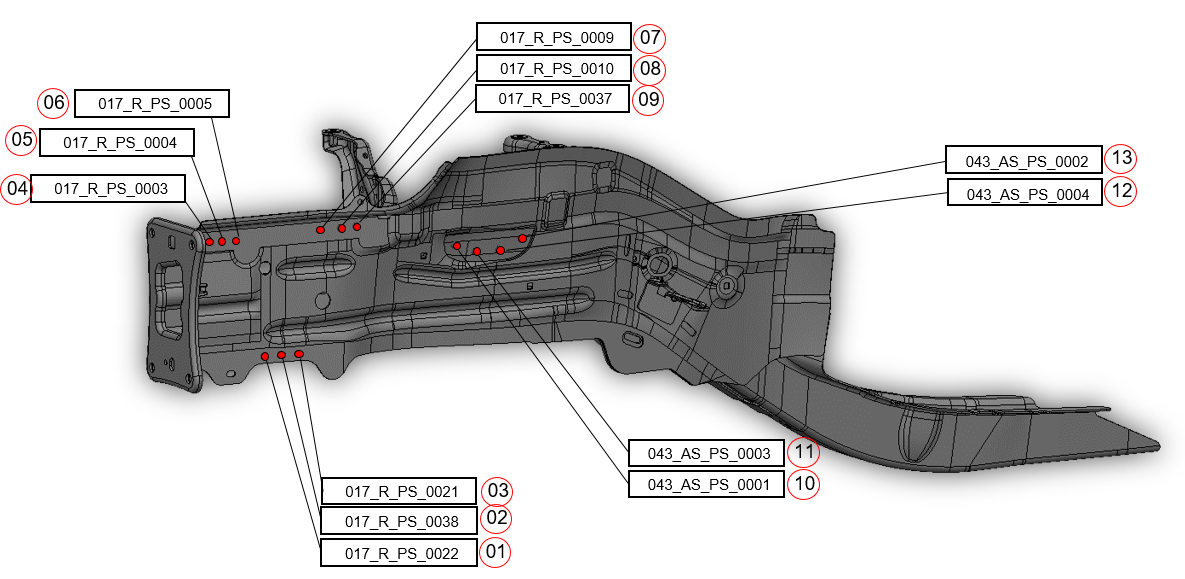 017_R_PS_0009 07
017_R_PS_0010 08
017_R_PS_0037 09
06 017_R_PS_0005
05 017_R_PS_0004
04 017_R_PS_0003
043_AS_PS_0002 13
043_AS_PS_0004 12
043_AS_PS_0003 11
043_AS_PS_0001 10
017_R_PS_0021 03
017_R_PS_0038 02
017_R_PS_0022 01